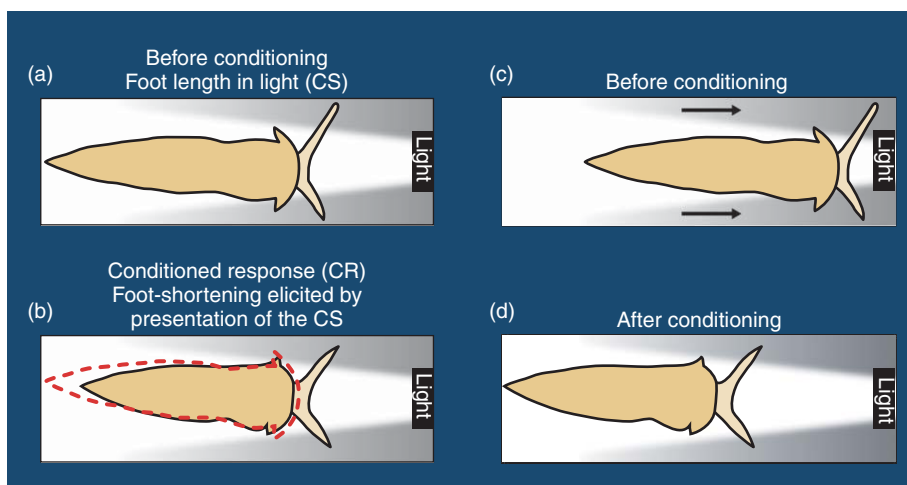 (a)
Before conditioning
Foot length in light (CS)
Light
(b)
Conditioned response (CR)
Foot-shortening elicited by
presentation of the CS
Light
(c)
Before conditioning
Light
(d)
After conditioning
Light